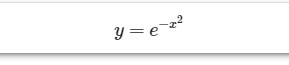 y = e^{-x^2}